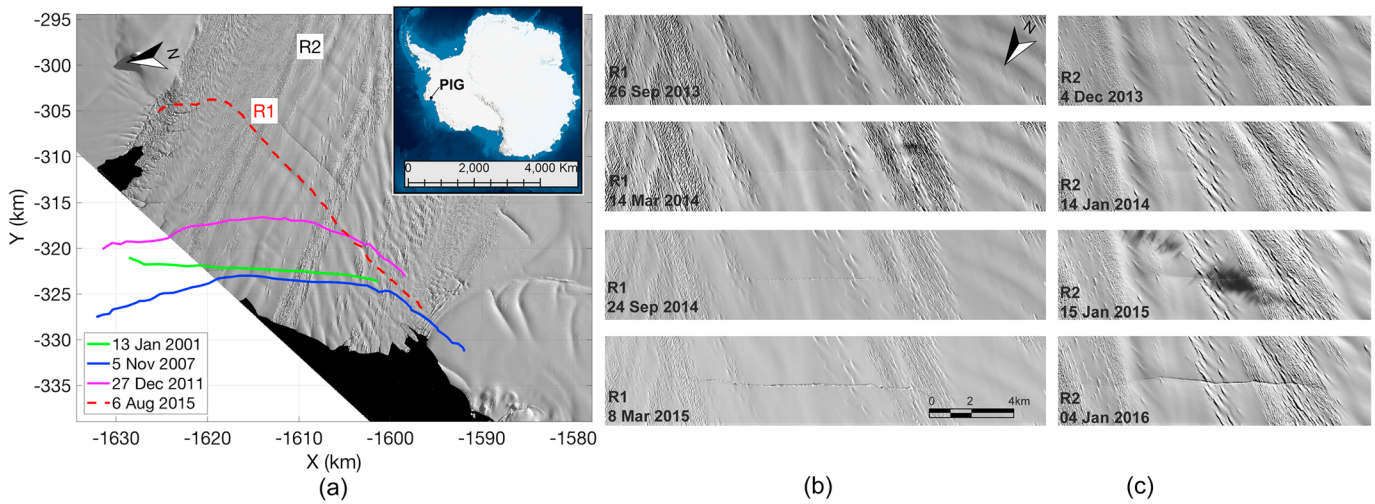 -295
-300
-305
-310
-315
-320
-325
-330
-335
Y (km)
-1630
-1620
-1610
-1600
-1590
-1580
X (km)
(a)
N
R2
R1
PIG
0
2,000
4,000 Km
13 Jan 2001
5 Nov 2007
27 Dec 2011
6 Aug 2015
R1
26 Sep 2013
N
R1
14 Mar 2014
R1
24 Sep 2014
R1
8 Mar 2015
0 2 4km
(b)
R2
4 Dec 2013
R2
14 Jan 2014
R2
15 Jan 2015
R2
04 Jan 2016
(c)